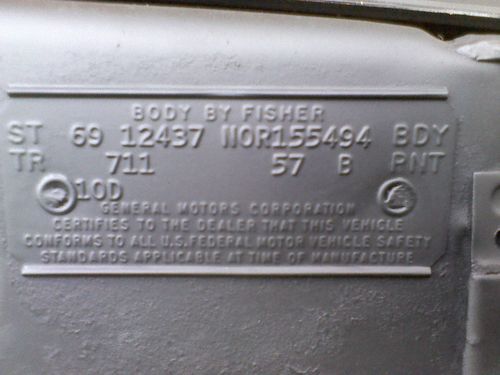 BODY BY FISHER
ST 69 12437 NOR155494 BDY
TR 711 57 B PNT
10D
GENERAL MOTORS CORPORATION
CERTIFIES TO THE DEALER THAT THIS VEHICLE
CONFORMS TO ALL U.S. FEDERAL MOTOR VEHICLE SAFETY
STANDARDS APPLICABLE AT TIME OF MANUFACTURE